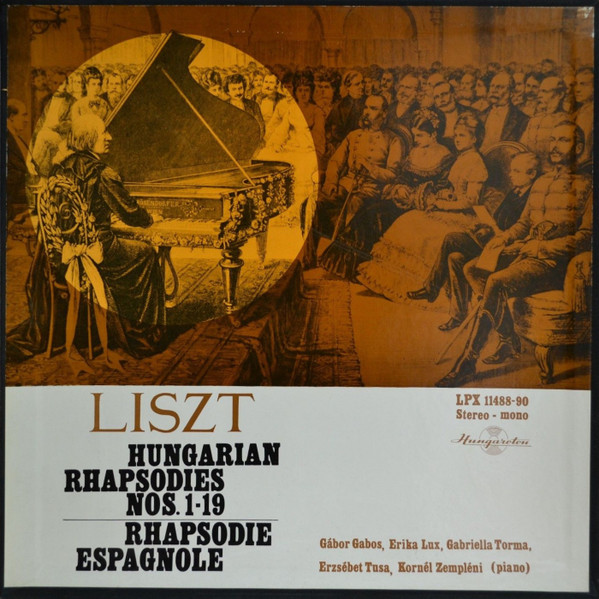 BÖSENDORFER
LISZT
HUNGARIAN
RHAPSODIES
NOS. 1-19
RHAPSODIE
ESPAGNOLE
LPX 11488-90
Stereo - mono
Hungaroton
Gábor Gabos, Erika Lux, Gabriella Torma,
Erzsébet Tusa, Kornél Zempléni (piano)